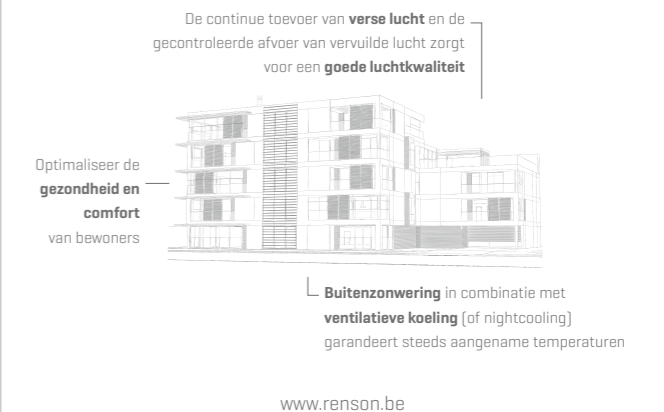 De continue toevoer van verse lucht en de
gecontroleerde afvoer van vervuilde lucht zorgt
voor een goede luchtkwaliteit
Optimaliseer de
gezondheid en
comfort
van bewoners
Buitenzonwering in combinatie met
ventilatieve koeling (of nightcooling)
garandeert steeds aangename temperaturen
www.renson.be